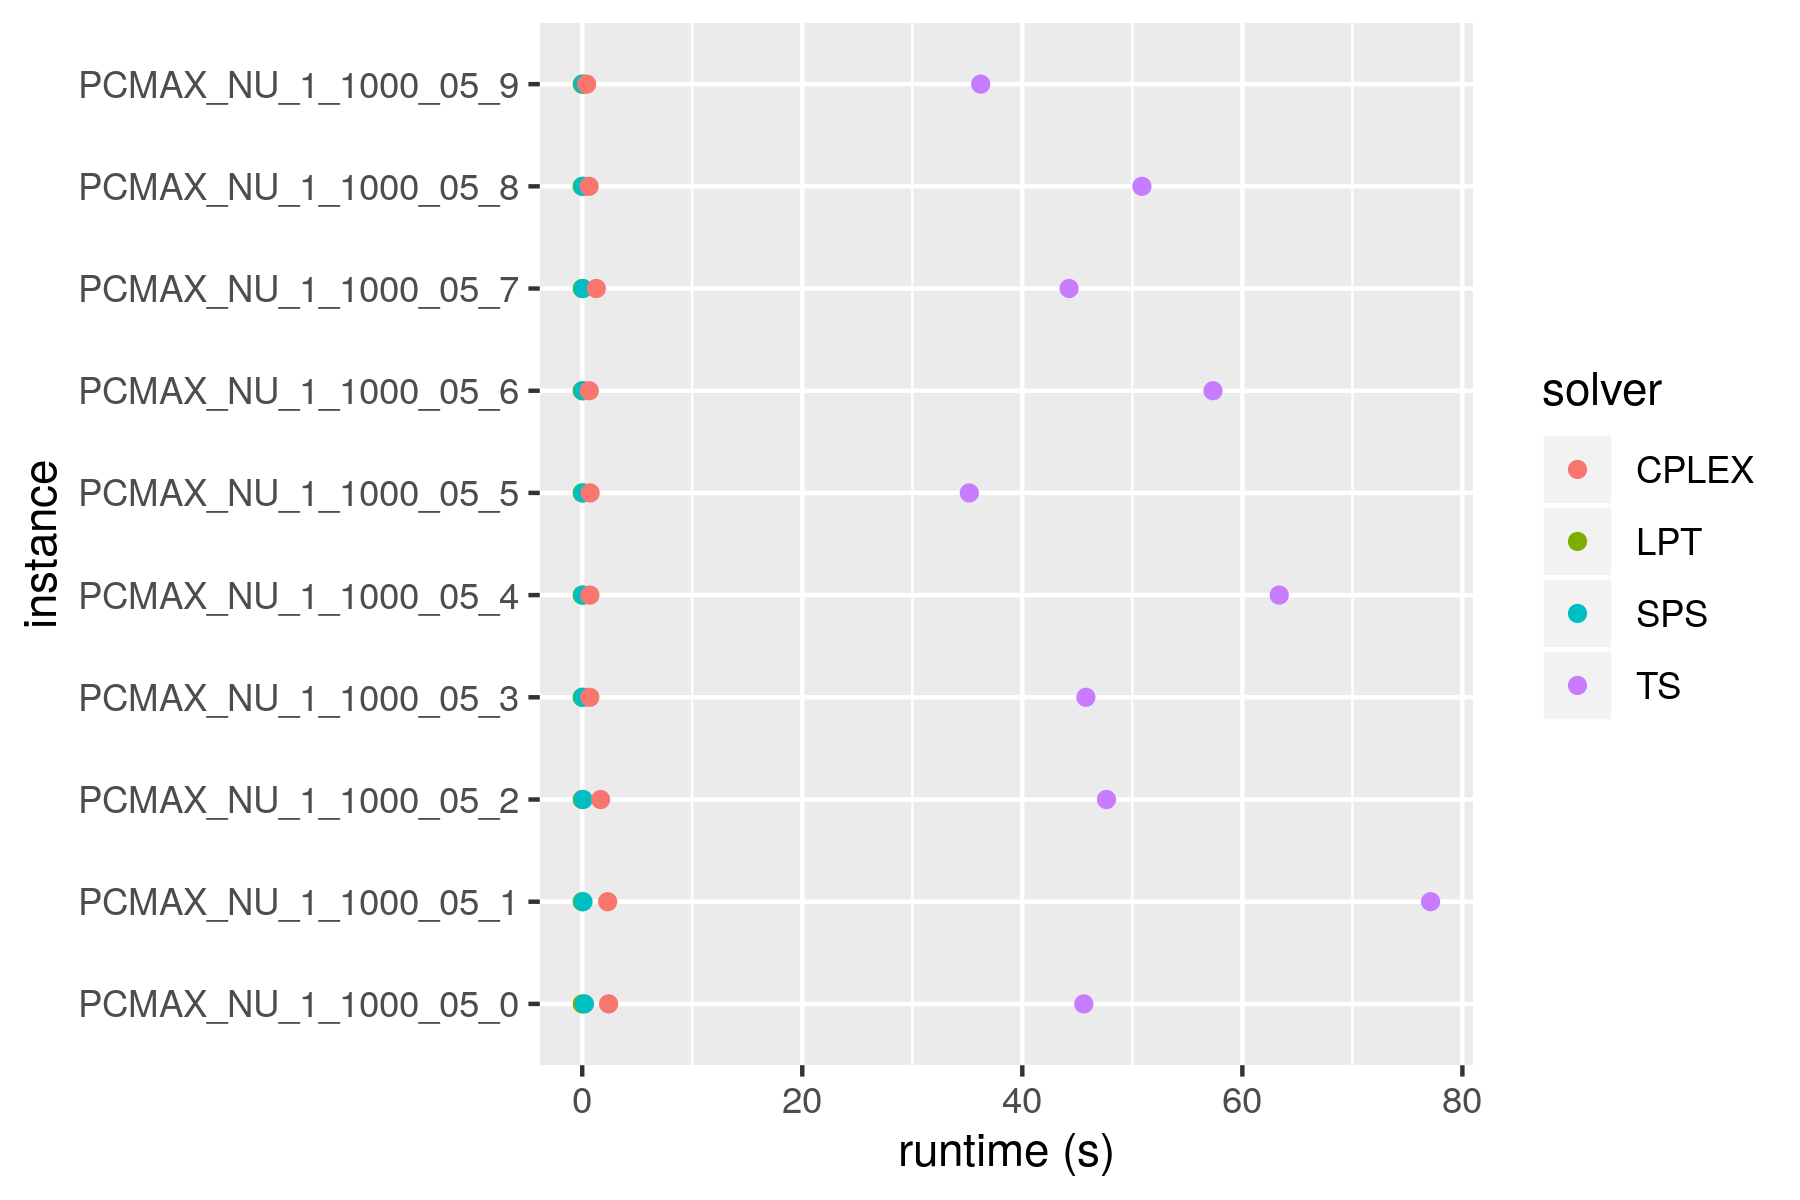 PCMAX_NU_1_1000_05_9
PCMAX_NU_1_1000_05_8
PCMAX_NU_1_1000_05_7
PCMAX_NU_1_1000_05_6
PCMAX_NU_1_1000_05_5
PCMAX_NU_1_1000_05_4
PCMAX_NU_1_1000_05_3
PCMAX_NU_1_1000_05_2
PCMAX_NU_1_1000_05_1
PCMAX_NU_1_1000_05_0
instance
0 20 40 60 80
runtime (s)
solver
CPLEX
LPT
SPS
TS